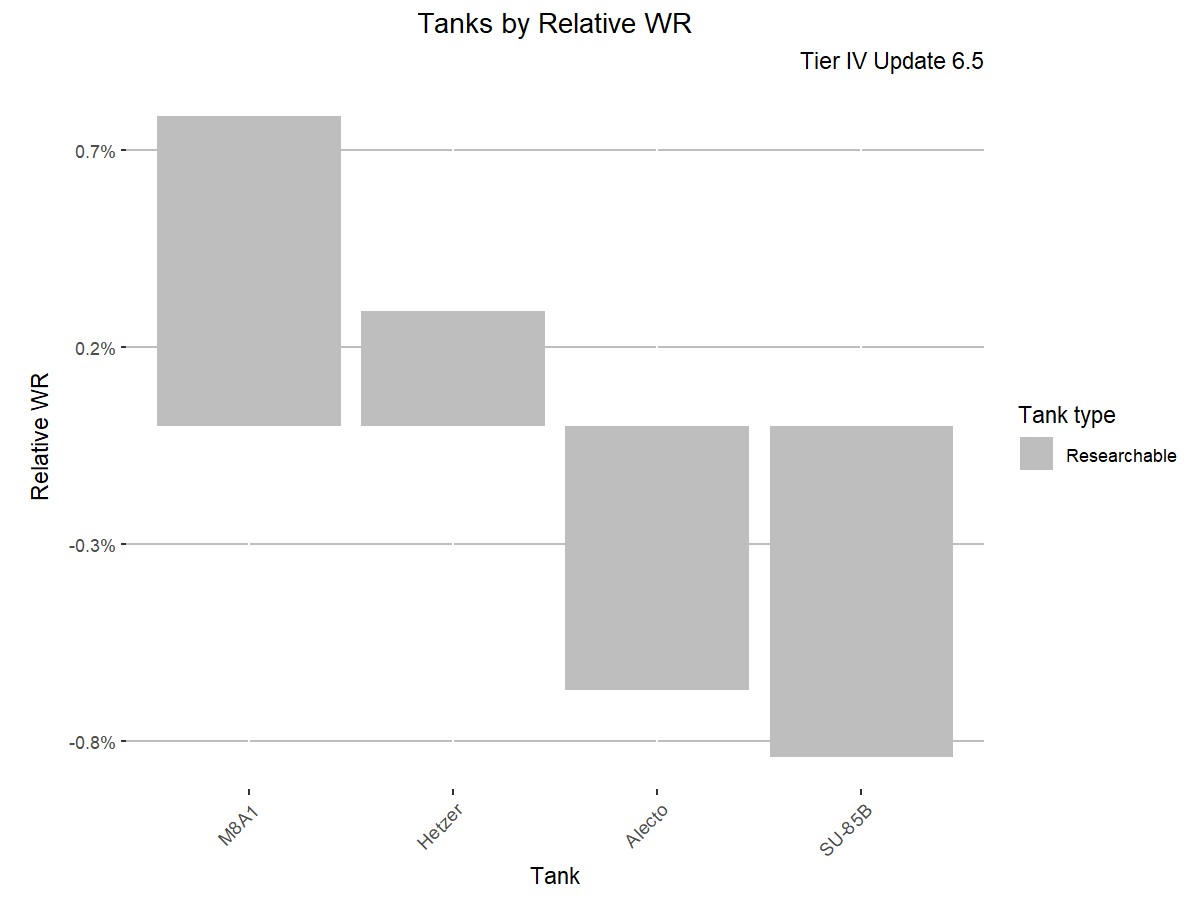 Tanks by Relative WR
Tier IV Update 6.5
0.7%
0.2%
-0.3%
-0.8%
Relative WR
M8A1
Hetzer
Alecto
SU-85B
Tank
Tank type
Researchable